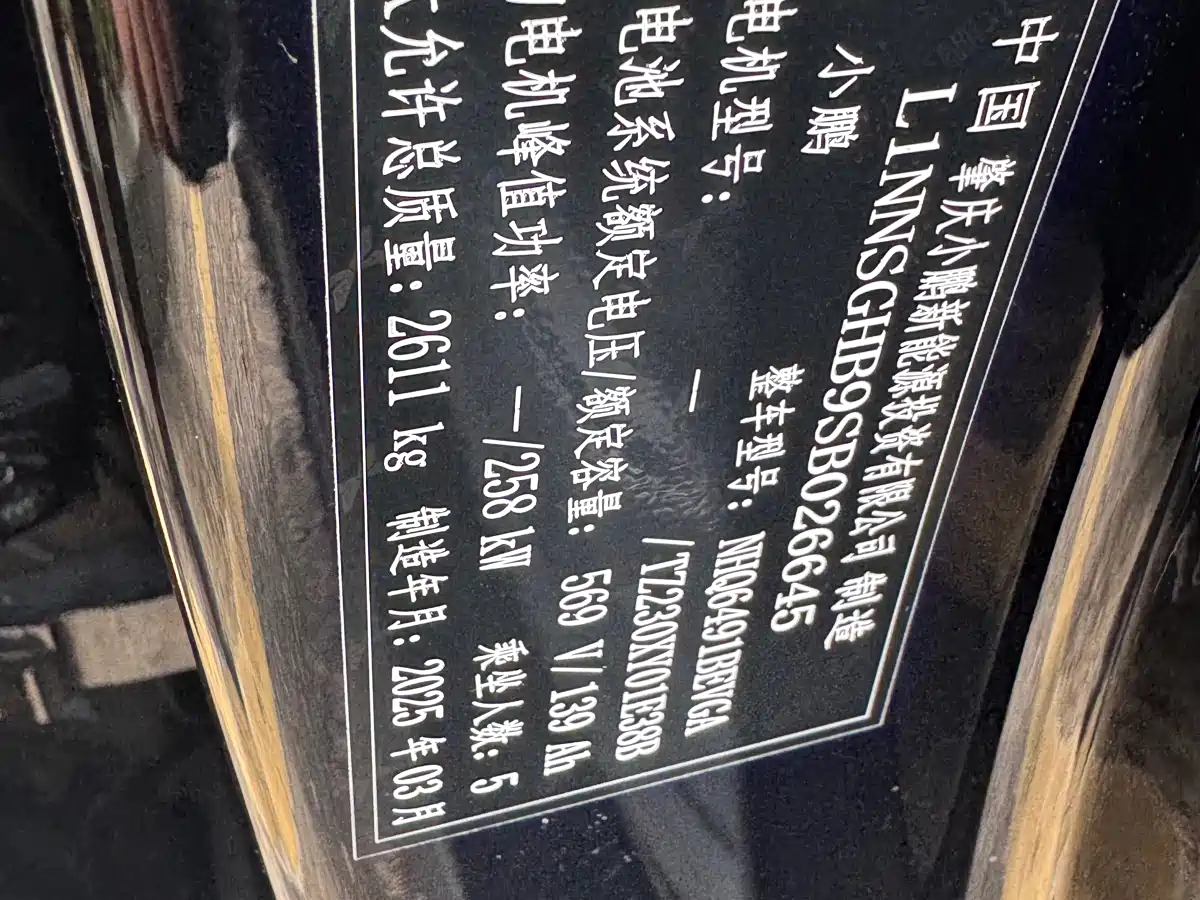 中国 肇庆小鹏新能源投资有限公司 制造
L1NNSGHB9SB026645
小鹏 整车型号: NHQ6491BEVGA
电机型号: —/TZ230XY01E38B
电池系统额定电压/额定容量: 569 V/139 Ah
电机峰值功率: —/258 kW 乘坐人数: 5
允许总质量: 2611 kg 制造年月: 2025年03月